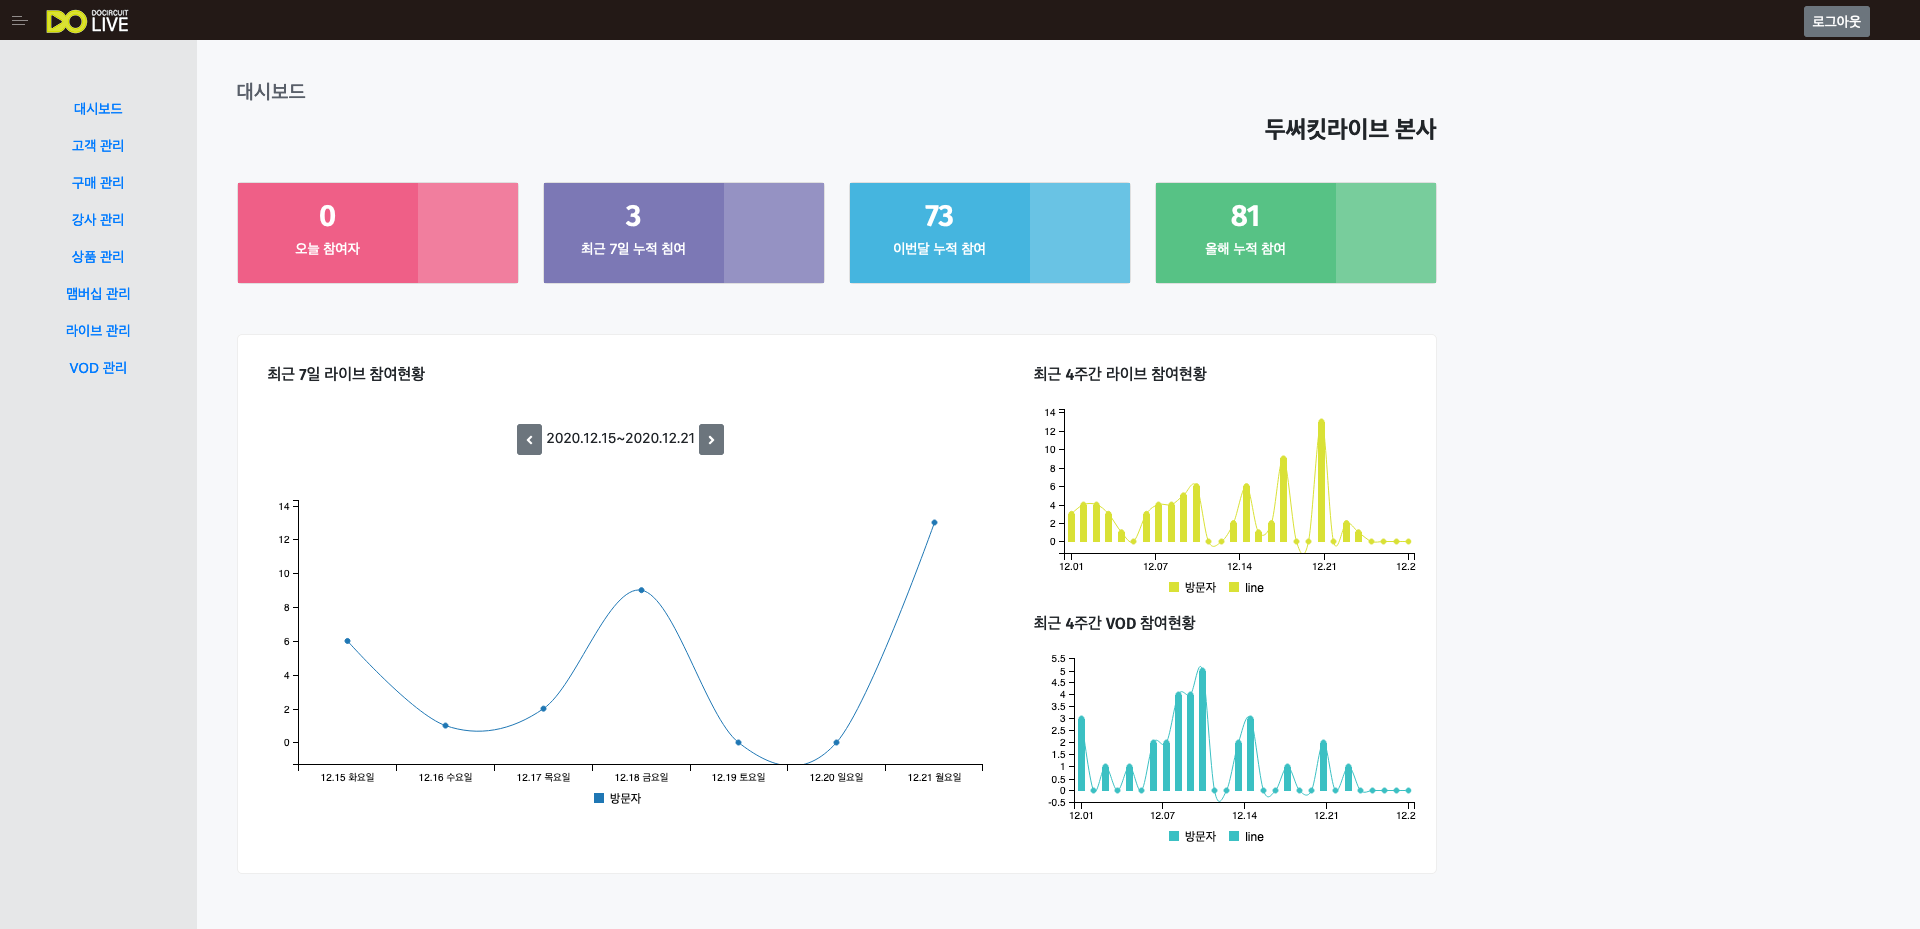 DO DOCIRCUIT LIVE
로그아웃
대시보드
고객 관리
구매 관리
강사 관리
상품 관리
맴버십 관리
라이브 관리
VOD 관리
대시보드
두써킷라이브 본사
0
오늘 참여자
3
최근 7일 누적 침여
73
이번달 누적 참여
81
올해 누적 참여
최근 7일 라이브 참여현황
2020.12.15~2020.12.21
14
12
10
8
6
4
2
0
12.15 화요일 12.16 수요일 12.17 목요일 12.18 금요일 12.19 토요일 12.20 일요일 12.21 월요일
방문자
최근 4주간 라이브 참여현황
14
12
10
8
6
4
2
0
12.01 12.07 12.14 12.21 12.2
방문자 line
최근 4주간 VOD 참여현황
5.5
5
4.5
4
3.5
3
2.5
2
1.5
1
0.5
0
-0.5
12.01 12.07 12.14 12.21 12.2
방문자 line